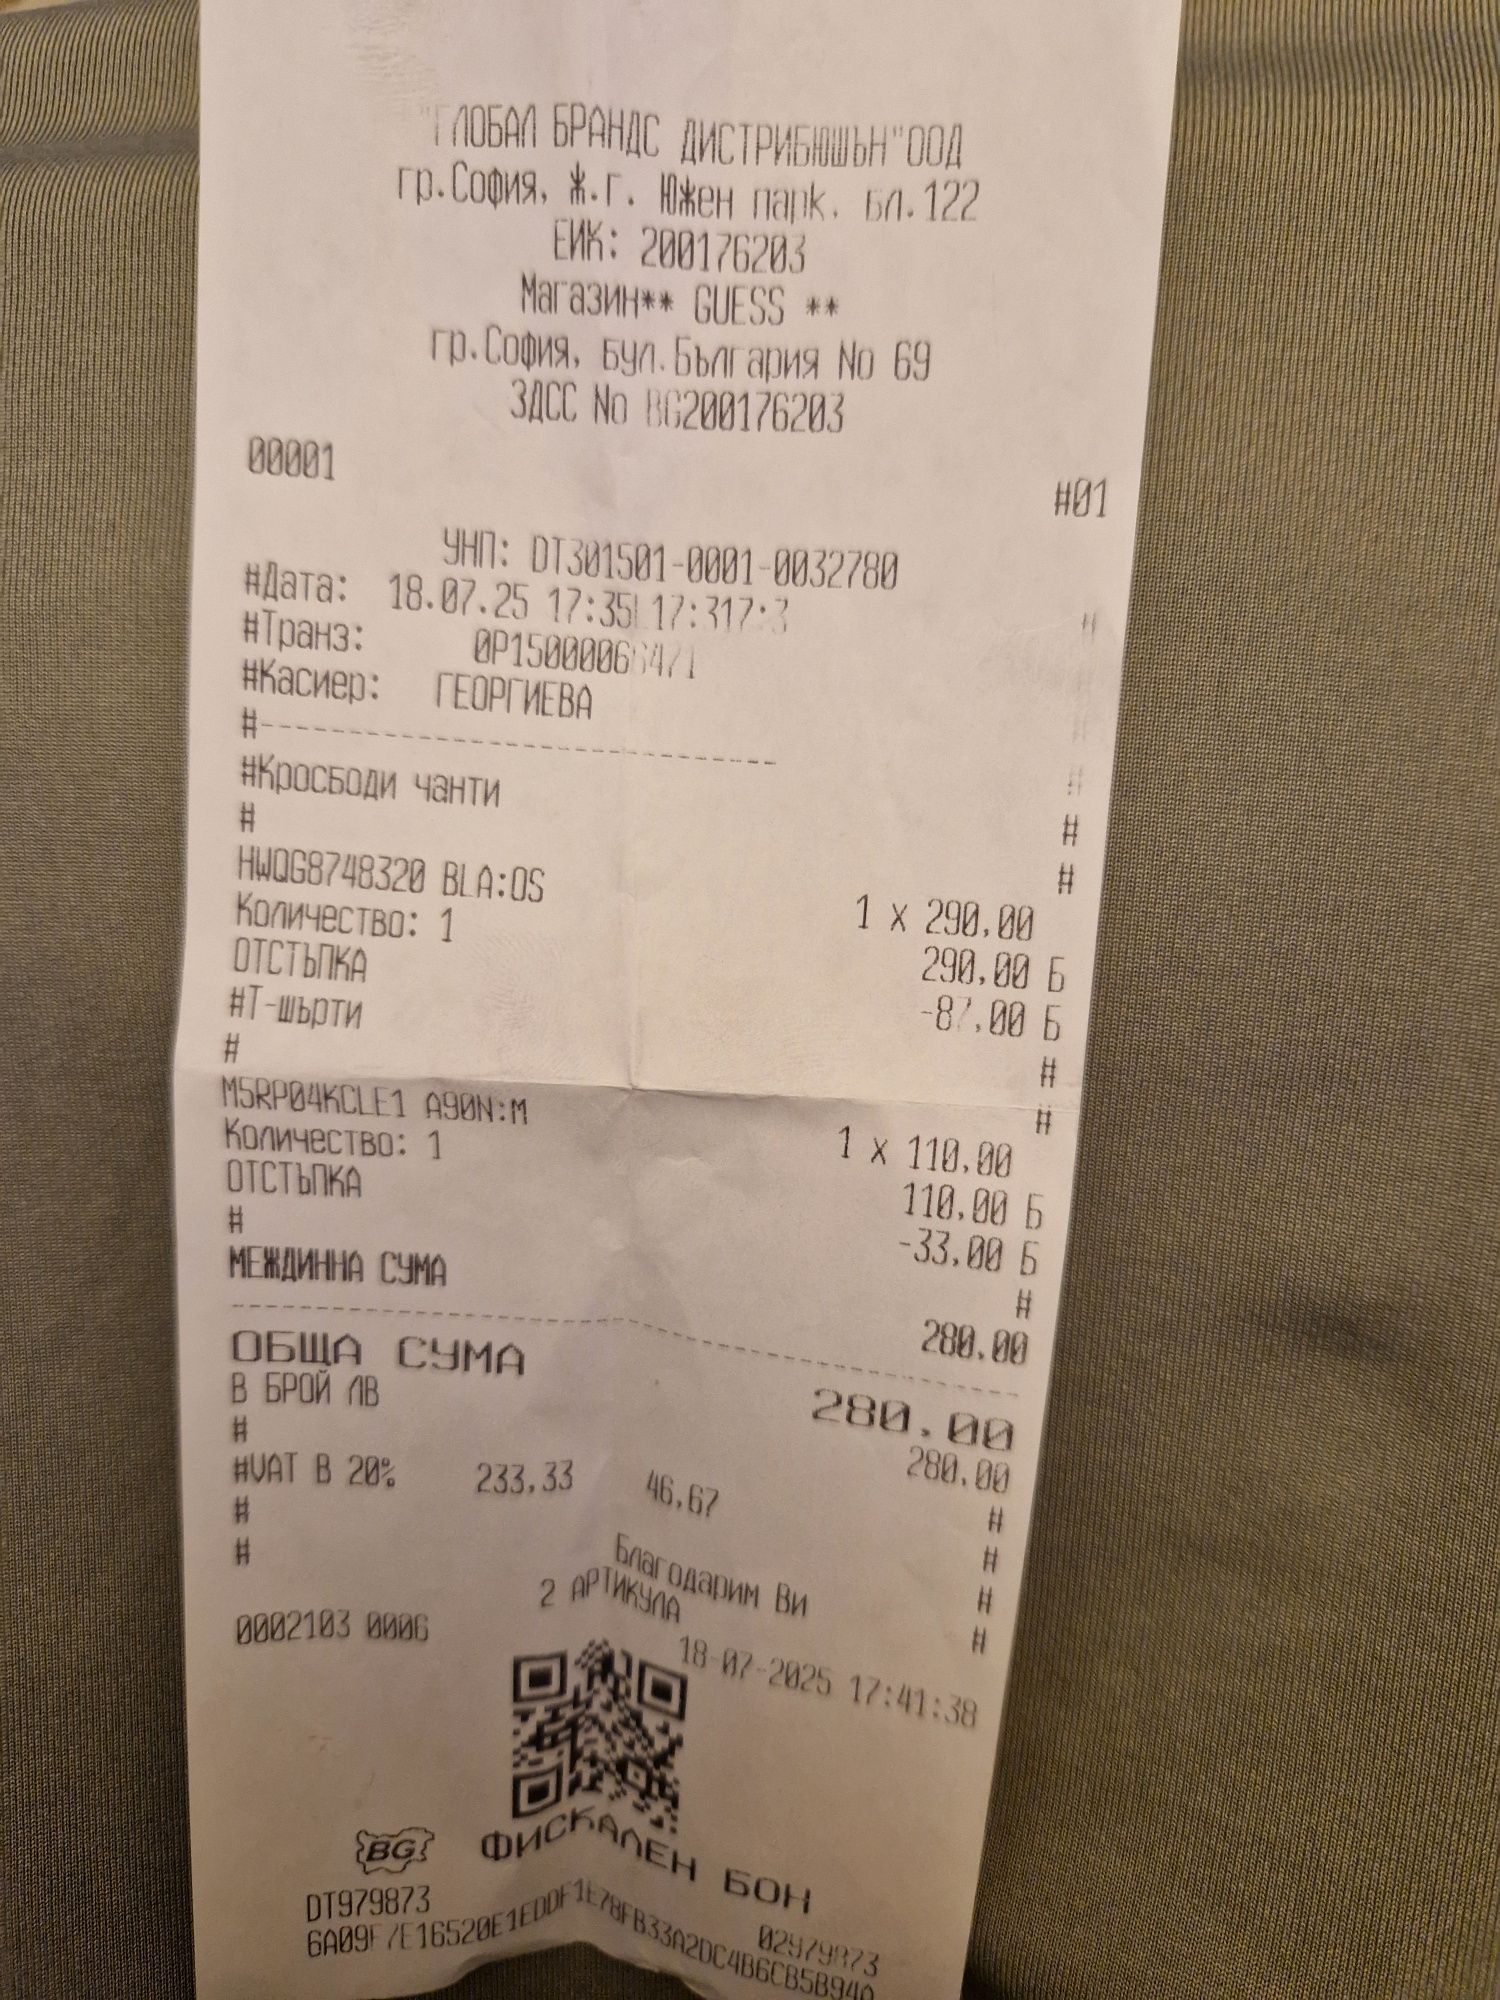 "ГЛОБАЛ БРАНДС ДИСТРИБЮШЪН"ООД
гр.София, ж.г. Южен парк, бл.122
ЕИК: 200176203
Магазин** GUESS **
гр.София, бул.България No 69
ЗДДС No BG200176203
00001 #01
УНП: DT301501-0001-0032780
#Дата: 18.07.25 17:35 #
#Транз:
#Касиер: ГЕОРГИЕВА #
#-------------------------------- #
#Кросбоди чанти #
# #
HWQG8748320 BLA:OS
Количество: 1 1 x 290,00
290,00 Б
ОТСТЪПКА -87,00 Б
#Т-шърти #
# #
M5RP04KCLE1 A90N:M
Количество: 1 1 x 110,00
110,00 Б
ОТСТЪПКА -33,00 Б
# #
МЕЖДИННА СУМА 280.00
ОБЩА СУМА 280.00
В БРОЙ ЛВ 280.00
# #
#VAT B 20% 233,33 46,67 #
# #
# #
Благодарим Ви
2 АРТИКУЛА
0002103 0006 18-07-2025 17:41:38
BG ФИСКАЛЕН БОН
DT979873 02979873